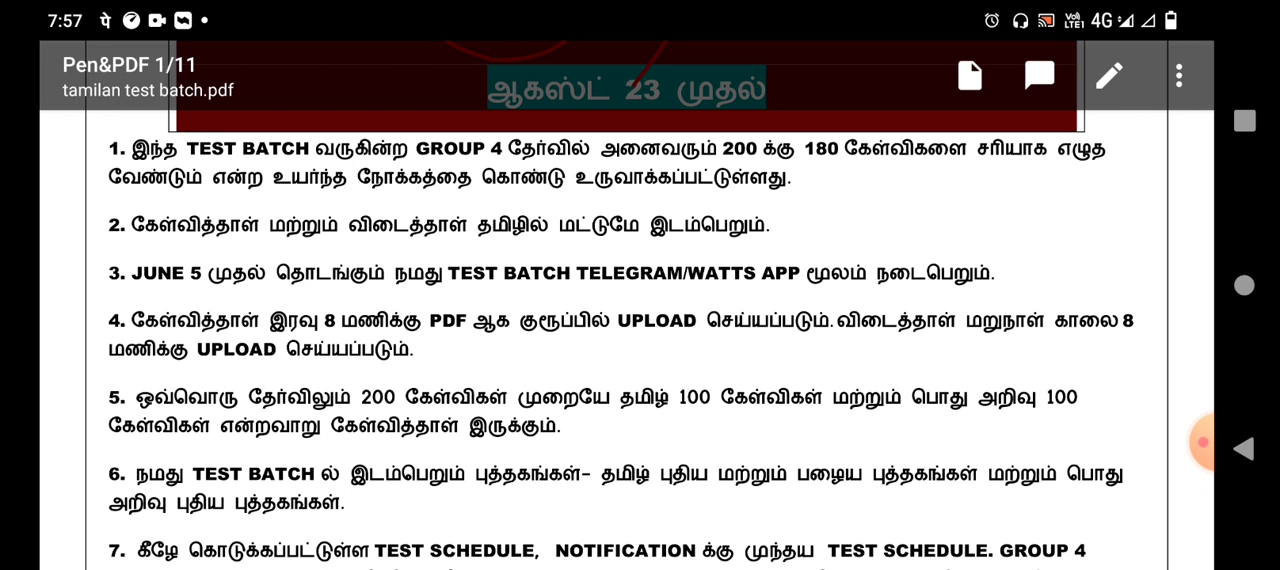 7:57
Vo))
LTE1
4G
Pen&PDF 1/11
tamilan test batch.pdf
ஆகஸ்ட் 23 முதல்
1. இந்த TEST BATCH வருகின்ற GROUP 4 தேர்வில் அனைவரும் 200 க்கு 180 கேள்விகளை சரியாக எழுத
வேண்டும் என்ற உயர்ந்த நோக்கத்தை கொண்டு உருவாக்கப்பட்டுள்ளது.
2. கேள்வித்தாள் மற்றும் விடைத்தாள் தமிழில் மட்டுமே இடம்பெறும்.
3. JUNE 5 முதல் தொடங்கும் நமது TEST BATCH TELEGRAM/WATTS APP மூலம் நடைபெறும்.
4. கேள்வித்தாள் இரவு 8 மணிக்கு PDF ஆக குரூப்பில் UPLOAD செய்யப்படும். விடைத்தாள் மறுநாள் காலை 8
மணிக்கு UPLOAD செய்யப்படும்.
5. ஒவ்வொரு தேர்விலும் 200 கேள்விகள் முறையே தமிழ் 100 கேள்விகள் மற்றும் பொது அறிவு 100
கேள்விகள் என்றவாறு கேள்வித்தாள் இருக்கும்.
6. நமது TEST BATCH ல் இடம்பெறும் புத்தகங்கள்- தமிழ் புதிய மற்றும் பழைய புத்தகங்கள் மற்றும் பொது
அறிவு புதிய புத்தகங்கள்.
7. கீழே கொடுக்கப்பட்டுள்ள TEST SCHEDULE, NOTIFICATION க்கு முந்தய TEST SCHEDULE. GROUP 4